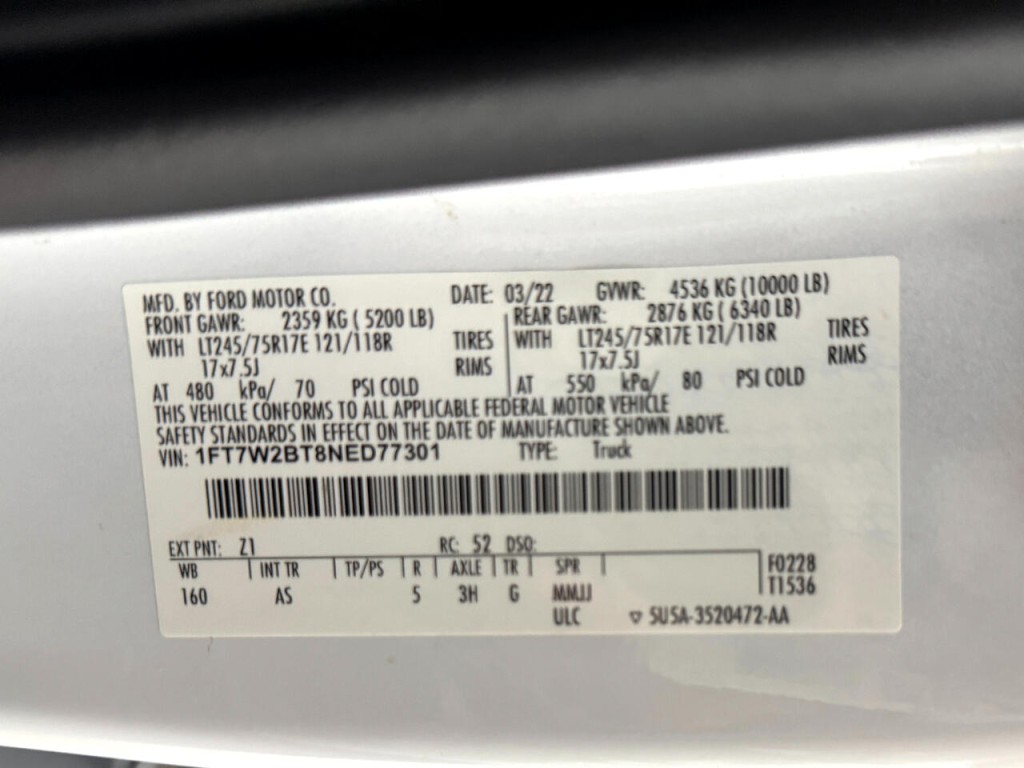 MFD. BY FORD MOTOR CO. DATE: 03/22 GVWR: 4536 KG (10000 LB)
FRONT GAWR: 2359 KG ( 5200 LB) REAR GAWR: 2876 KG ( 6340 LB)
WITH LT245/75R17E 121/118R TIRES WITH LT245/75R17E 121/118R TIRES
17x7.5J RIMS 17x7.5J RIMS
AT 480 kPa/ 70 PSI COLD AT 550 kPa/ 80 PSI COLD
THIS VEHICLE CONFORMS TO ALL APPLICABLE FEDERAL MOTOR VEHICLE
SAFETY STANDARDS IN EFFECT ON THE DATE OF MANUFACTURE SHOWN ABOVE.
VIN: 1FT7W2BT8NED77301 TYPE: Truck
EXT PNT: Z1 RC: 52 DSO:
WB INT TR TP/PS R AXLE TR SPR F0228
160 AS 5 3H G MMJJ T1536
ULC ▽ 5U5A-3520472-AA